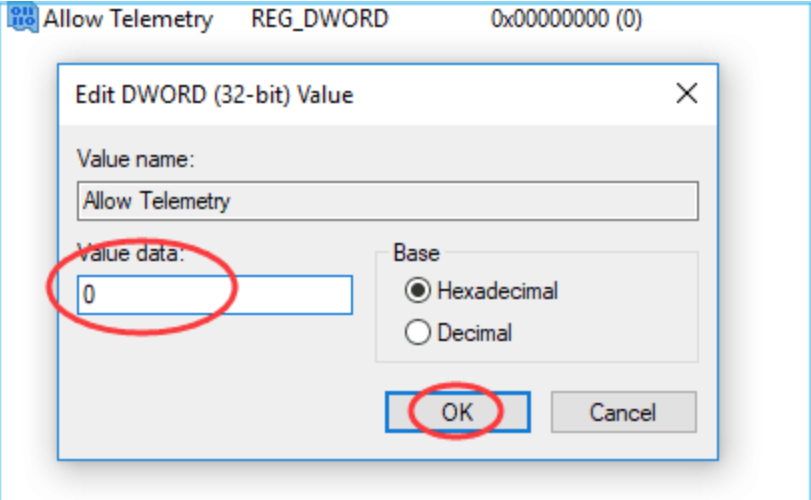 Allow Telemetry REG_DWORD 0x00000000 (0)
Edit DWORD (32-bit) Value
Value name:
Allow Telemetry
Value data:
0
Base
Hexadecimal
Decimal
OK Cancel